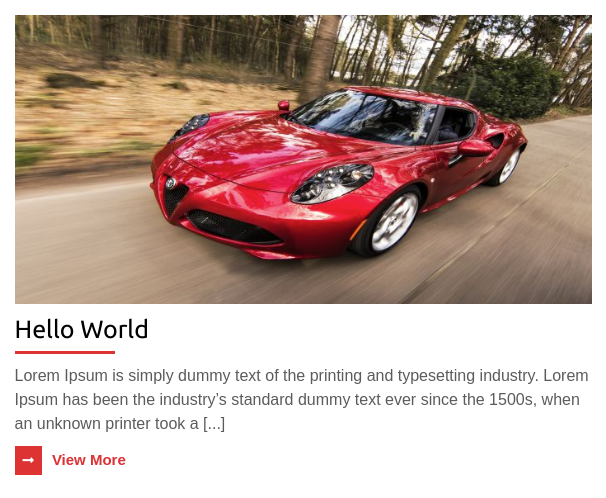 Hello World
Lorem Ipsum is simply dummy text of the printing and typesetting industry. Lorem
Ipsum has been the industry’s standard dummy text ever since the 1500s, when
an unknown printer took a [...]
View More